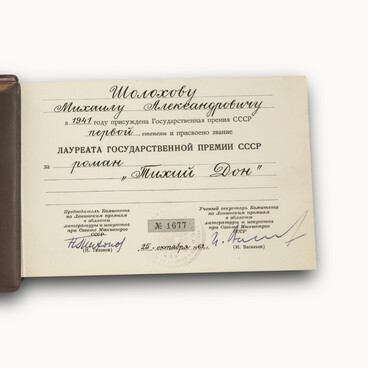 Шолохову
Михаилу Александровичу
в 1941 году присуждена Государственная премия СССР
первой степени и присвоено звание
ЛАУРЕАТА ГОСУДАРСТВЕННОЙ ПРЕМИИ СССР
за роман
„Тихий Дон"
Председатель Комитета
по Ленинским премиям
в области
литературы и искусства
при Совете Министров
СССР
(Н. Тихонов)
№ 1677
25 октября
Ученый секретарь Комитета
по Ленинским премиям
в области
литературы и искусства
при Совете Министров
СССР
(И. Васильев)